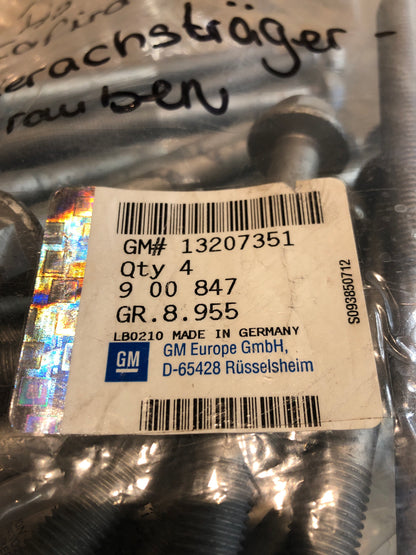 erachsträger-
rauben
GM# 13207351
Qty 4
9 00 847
GR.8.955
LB0210 MADE IN GERMANY
GM
GM Europe GmbH,
D-65428 Rüsselsheim
S093850712